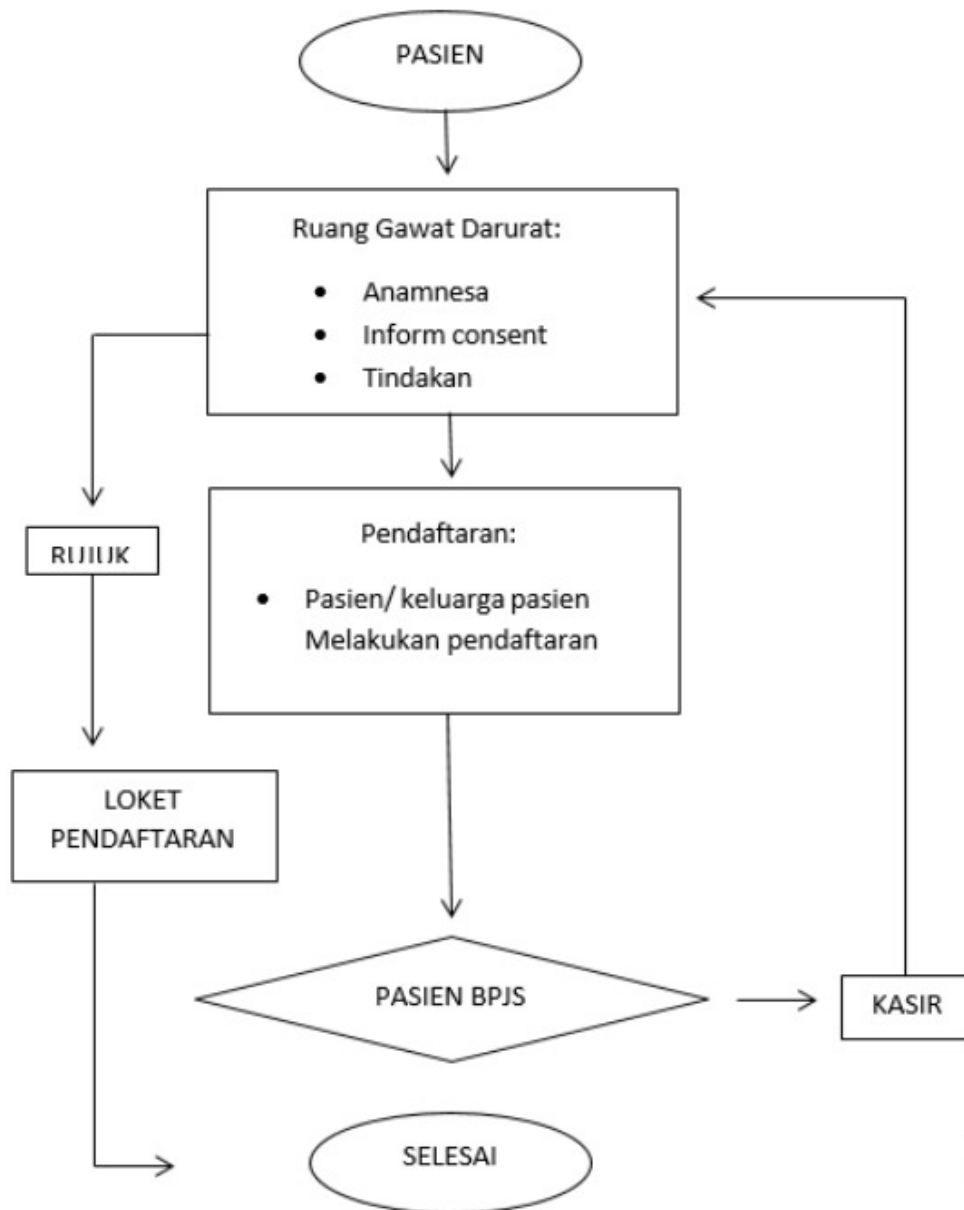 PASIEN
Ruang Gawat Darurat:
• Anamnesa
• Inform consent
• Tindakan
RUJUK
Pendaftaran:
• Pasien/ keluarga pasien
Melakukan pendaftaran
LOKET
PENDAFTARAN
PASIEN BPJS
KASIR
SELESAI